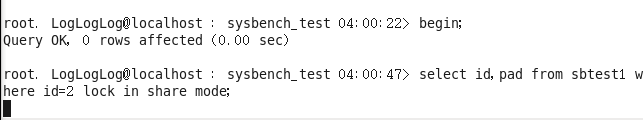 root. LogLogLog@localhost : sysbench_test 04:00:22> begin;
Query OK, 0 rows affected (0.00 sec)
root. LogLogLog@localhost : sysbench_test 04:00:47> select id,pad from sbtest1 w
here id=2 lock in share mode;